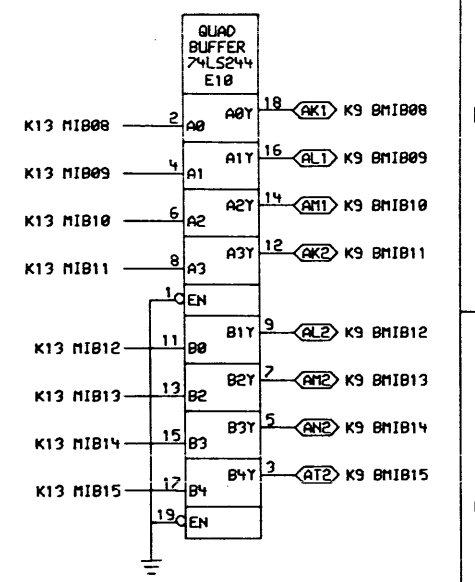 QUAD
BUFFER
74LS244
E10
K13 MIB08 2 A0 A0Y 18 AK1 K9 BMIB08
K13 MIB09 4 A1 A1Y 16 AL1 K9 BMIB09
K13 MIB10 6 A2 A2Y 14 AM1 K9 BMIB10
K13 MIB11 8 A3 A3Y 12 AK2 K9 BMIB11
1 EN
K13 MIB12 11 B0 B1Y 9 AL2 K9 BMIB12
K13 MIB13 13 B2 B2Y 7 AM2 K9 BMIB13
K13 MIB14 15 B3 B3Y 5 AN2 K9 BMIB14
K13 MIB15 17 B4 B4Y 3 AT2 K9 BMIB15
19 EN